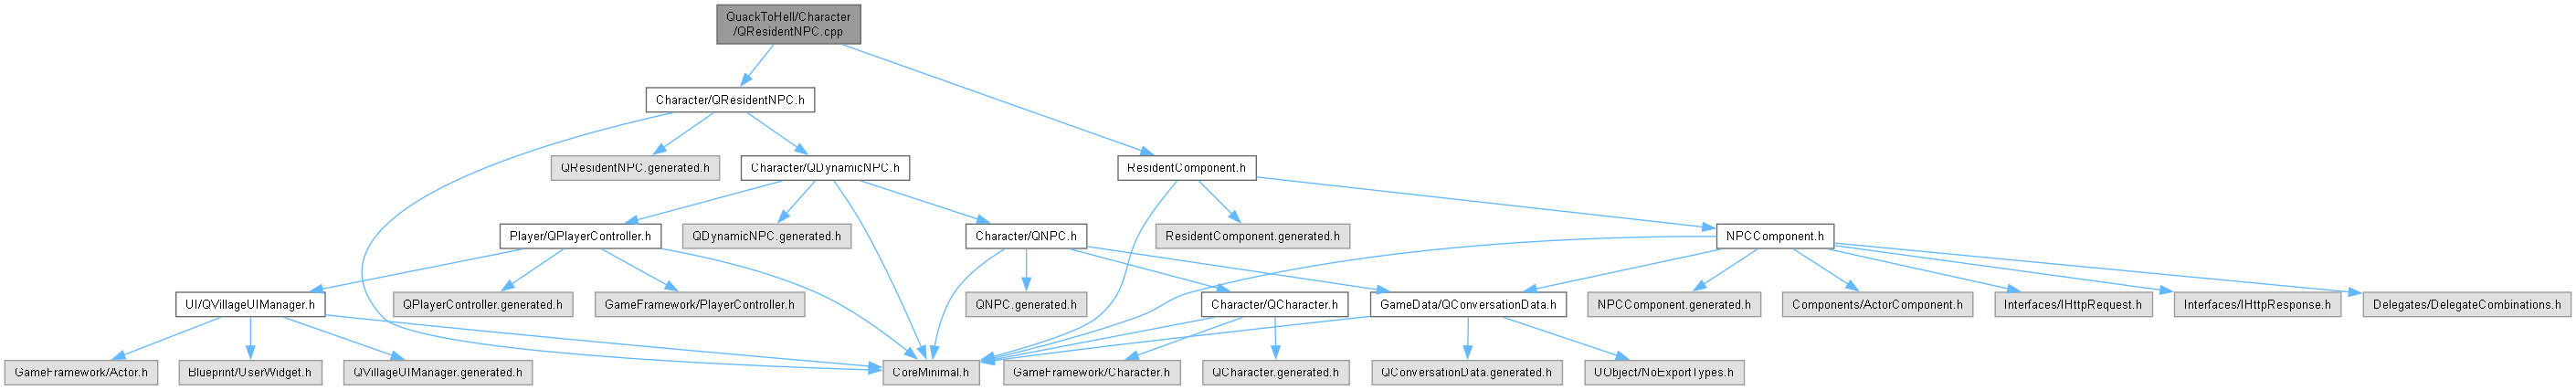 QuackToHell/Character
/QResidentNPC.cpp
Character/QResidentNPC.h
QResidentNPC.generated.h
Character/QDynamicNPC.h
ResidentComponent.h
Player/QPlayerController.h
QDynamicNPC.generated.h
Character/QNPC.h
ResidentComponent.generated.h
NPCComponent.h
UI/QVillageUIManager.h
QPlayerController.generated.h
GameFramework/PlayerController.h
QNPC.generated.h
Character/QCharacter.h
GameData/QConversationData.h
NPCComponent.generated.h
Components/ActorComponent.h
Interfaces/IHttpRequest.h
Interfaces/IHttpResponse.h
Delegates/DelegateCombinations.h
GameFramework/Actor.h
Blueprint/UserWidget.h
QVillageUIManager.generated.h
CoreMinimal.h
GameFramework/Character.h
QCharacter.generated.h
QConversationData.generated.h
UObject/NoExportTypes.h